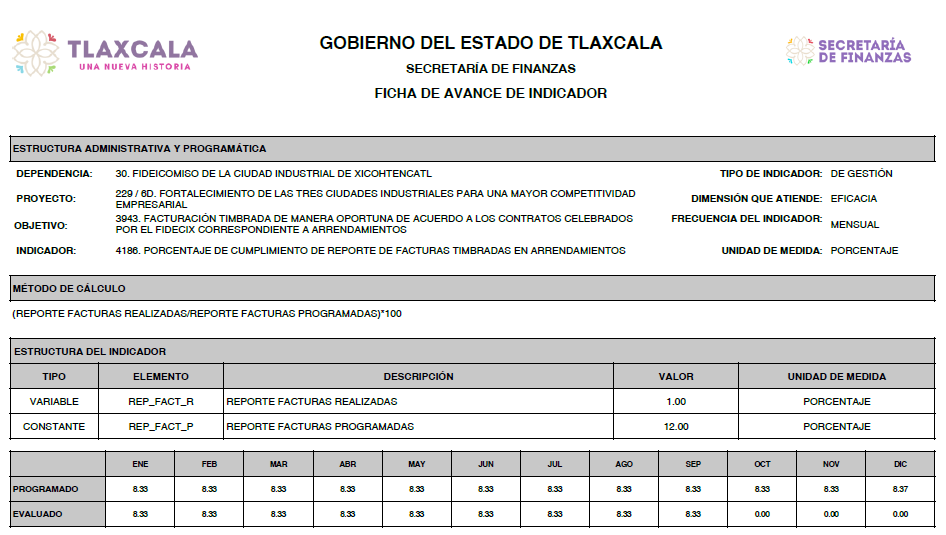 TLAXCALA
UNA NUEVA HISTORIA
GOBIERNO DEL ESTADO DE TLAXCALA
SECRETARÍA DE FINANZAS
FICHA DE AVANCE DE INDICADOR
SECRETARÍA
DE FINANZAS
ESTRUCTURA ADMINISTRATIVA Y PROGRAMÁTICA
DEPENDENCIA: 30. FIDEICOMISO DE LA CIUDAD INDUSTRIAL DE XICOHTENCATL TIPO DE INDICADOR: DE GESTIÓN
PROYECTO: 229 / 6D. FORTALECIMIENTO DE LAS TRES CIUDADES INDUSTRIALES PARA UNA MAYOR COMPETITIVIDAD
EMPRESARIAL DIMENSIÓN QUE ATIENDE: EFICACIA
OBJETIVO: 3943. FACTURACIÓN TIMBRADA DE MANERA OPORTUNA DE ACUERDO A LOS CONTRATOS CELEBRADOS
POR EL FIDECIX CORRESPONDIENTE A ARRENDAMIENTOS FRECUENCIA DEL INDICADOR: MENSUAL
INDICADOR: 4186. PORCENTAJE DE CUMPLIMIENTO DE REPORTE DE FACTURAS TIMBRADAS EN ARRENDAMIENTOS UNIDAD DE MEDIDA: PORCENTAJE
MÉTODO DE CÁLCULO
(REPORTE FACTURAS REALIZADAS/REPORTE FACTURAS PROGRAMADAS)*100
ESTRUCTURA DEL INDICADOR
TIPO ELEMENTO DESCRIPCIÓN VALOR UNIDAD DE MEDIDA
VARIABLE REP_FACT_R REPORTE FACTURAS REALIZADAS 1.00 PORCENTAJE
CONSTANTE REP_FACT_P REPORTE FACTURAS PROGRAMADAS 12.00 PORCENTAJE
ENE FEB MAR ABR MAY JUN JUL AGO SEP OCT NOV DIC
PROGRAMADO 8.33 8.33 8.33 8.33 8.33 8.33 8.33 8.33 8.33 8.33 8.33 8.37
EVALUADO 8.33 8.33 8.33 8.33 8.33 8.33 8.33 8.33 8.33 0.00 0.00 0.00